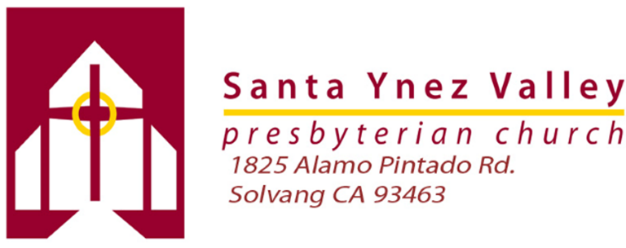 Santa Ynez Valley
presbyterian church
1825 Alamo Pintado Rd.
Solvang CA 93463